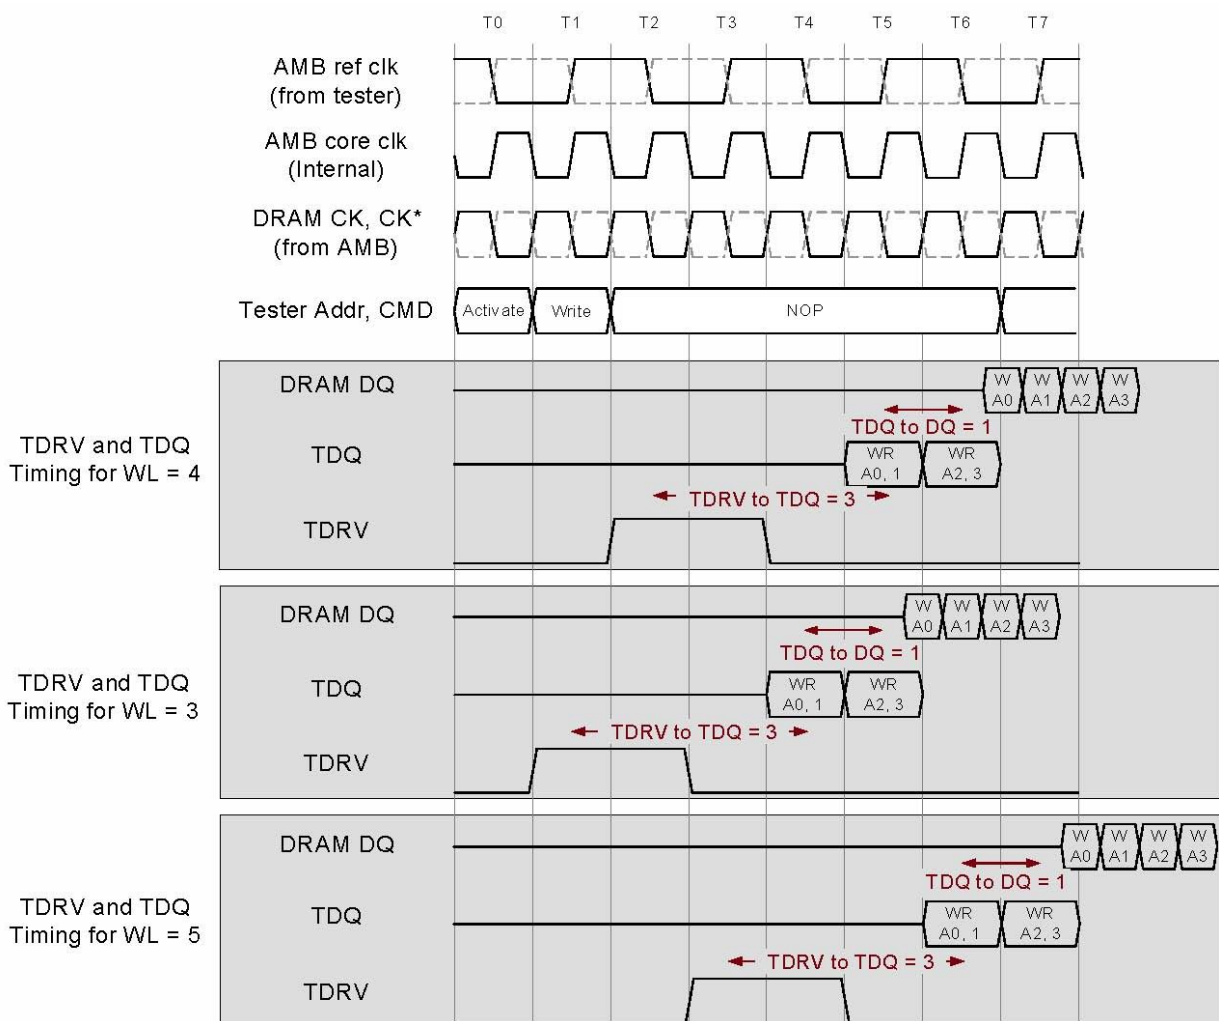 T0 T1 T2 T3 T4 T5 T6 T7
AMB ref clk
(from tester)
AMB core clk
(Internal)
DRAM CK, CK*
(from AMB)
Tester Addr, CMD
Activate Write NOP
TDRV and TDQ
Timing for WL = 4
DRAM DQ
W W W W
A0 A1 A2 A3
TDQ to DQ = 1
TDQ
WR WR
A0, 1 A2, 3
TDRV to TDQ = 3
TDRV
TDRV and TDQ
Timing for WL = 3
DRAM DQ
W W W W
A0 A1 A2 A3
TDQ to DQ = 1
TDQ
WR WR
A0, 1 A2, 3
TDRV to TDQ = 3
TDRV
TDRV and TDQ
Timing for WL = 5
DRAM DQ
W W W W
A0 A1 A2 A3
TDQ to DQ = 1
TDQ
WR WR
A0, 1 A2, 3
TDRV to TDQ = 3
TDRV